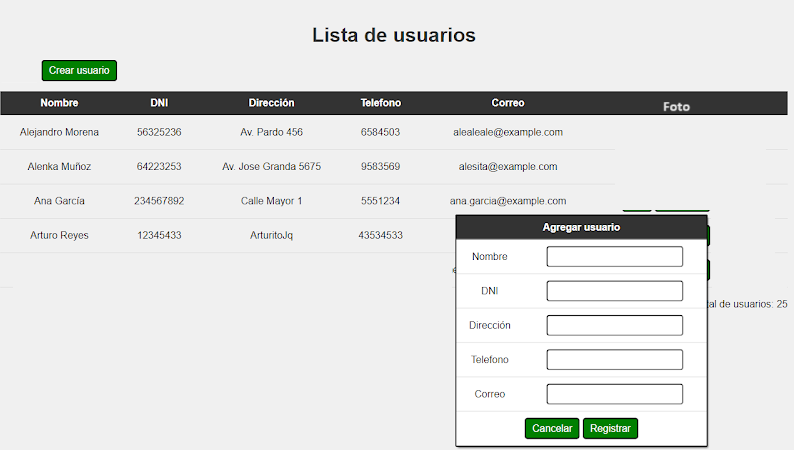 Lista de usuarios
Crear usuario
Nombre DNI Dirección Telefono Correo Foto
Alejandro Morena 56325236 Av. Pardo 456 6584503 alealeale@example.com
Alenka Muñoz 64223253 Av. Jose Granda 5675 9583569 alesita@example.com
Ana García 234567892 Calle Mayor 1 5551234 ana.garcia@example.com
Arturo Reyes 12345433 ArturitoJq 43534533
Agregar usuario
Nombre
DNI
Dirección
Telefono
Correo
Cancelar Registrar
de usuarios: 25